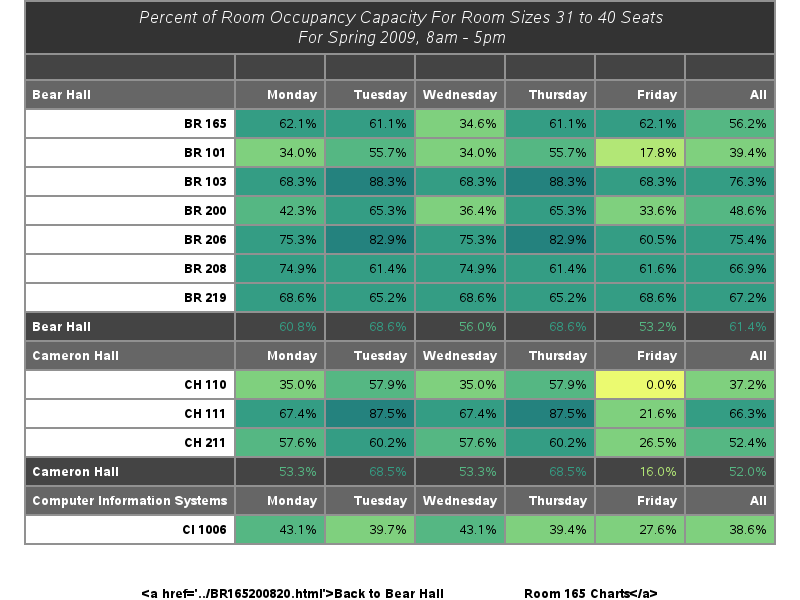 Percent of Room Occupancy Capacity For Room Sizes 31 to 40 Seats
For Spring 2009, 8am - 5pm
Bear Hall Monday Tuesday Wednesday Thursday Friday All
BR 165 62.1% 61.1% 34.6% 61.1% 62.1% 56.2%
BR 101 34.0% 55.7% 34.0% 55.7% 17.8% 39.4%
BR 103 68.3% 88.3% 68.3% 88.3% 68.3% 76.3%
BR 200 42.3% 65.3% 36.4% 65.3% 33.6% 48.6%
BR 206 75.3% 82.9% 75.3% 82.9% 60.5% 75.4%
BR 208 74.9% 61.4% 74.9% 61.4% 61.6% 66.9%
BR 219 68.6% 65.2% 68.6% 65.2% 68.6% 67.2%
Bear Hall 60.8% 68.6% 56.0% 68.6% 53.2% 61.4%
Cameron Hall Monday Tuesday Wednesday Thursday Friday All
CH 110 35.0% 57.9% 35.0% 57.9% 0.0% 37.2%
CH 111 67.4% 87.5% 67.4% 87.5% 21.6% 66.3%
CH 211 57.6% 60.2% 57.6% 60.2% 26.5% 52.4%
Cameron Hall 53.3% 68.5% 53.3% 68.5% 16.0% 52.0%
Computer Information Systems Monday Tuesday Wednesday Thursday Friday All
CI 1006 43.1% 39.7% 43.1% 39.4% 27.6% 38.6%
<a href='../BR165200820.html'>Back to Bear Hall Room 165 Charts</a>